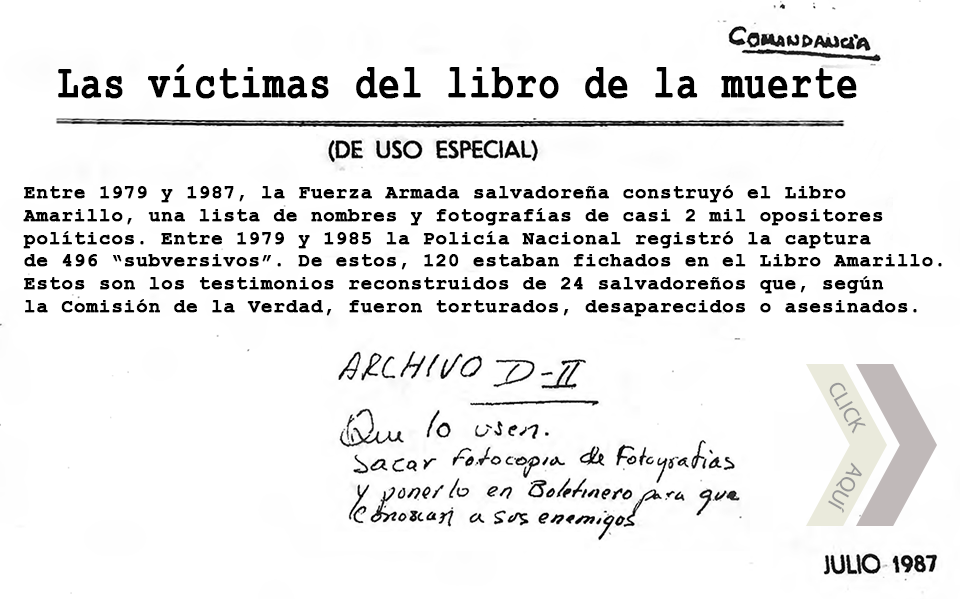 COMANDANCIA
Las víctimas del libro de la muerte
(DE USO ESPECIAL)
Entre 1979 y 1987, la Fuerza Armada salvadoreña construyó el Libro
Amarillo, una lista de nombres y fotografías de casi 2 mil opositores
políticos. Entre 1979 y 1985 la Policía Nacional registró la captura
de 496 “subversivos”. De estos, 120 estaban fichados en el Libro Amarillo.
Estos son los testimonios reconstruidos de 24 salvadoreños que, según
la Comisión de la Verdad, fueron torturados, desaparecidos o asesinados.
ARCHIVO D-II
Que lo usen.
Sacar fotocopia de Fotografias
y ponerlo en Boletinero para que
Conozcan a sus enemigos
CLICK
AQUÍ
JULIO 1987